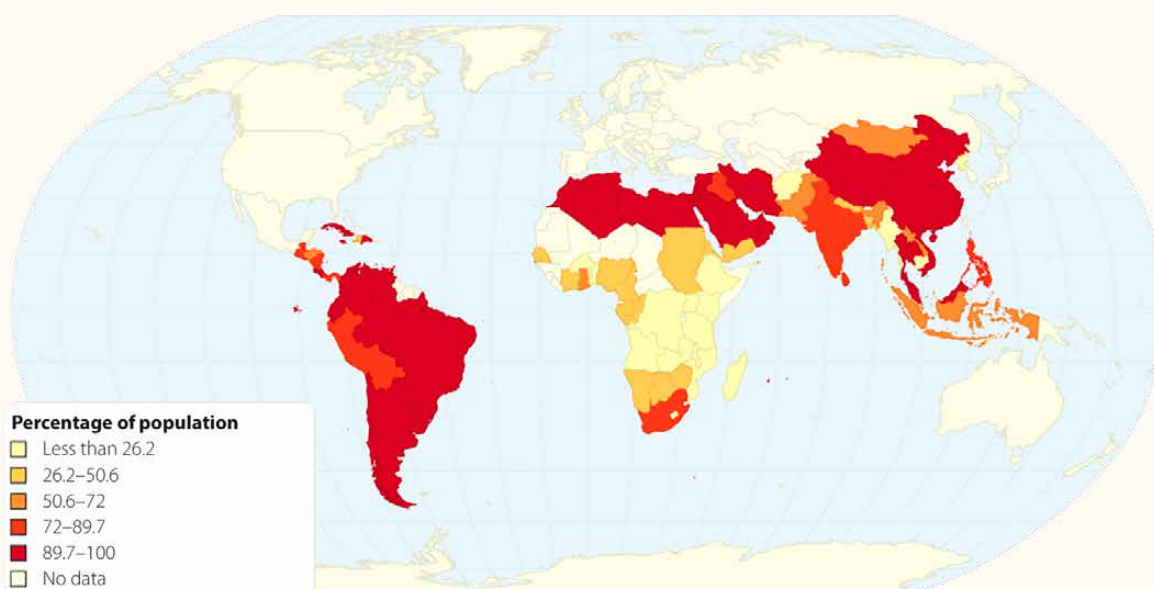 Percentage of population
Less than 26.2
26.2–50.6
50.6–72
72–89.7
89.7–100
No data